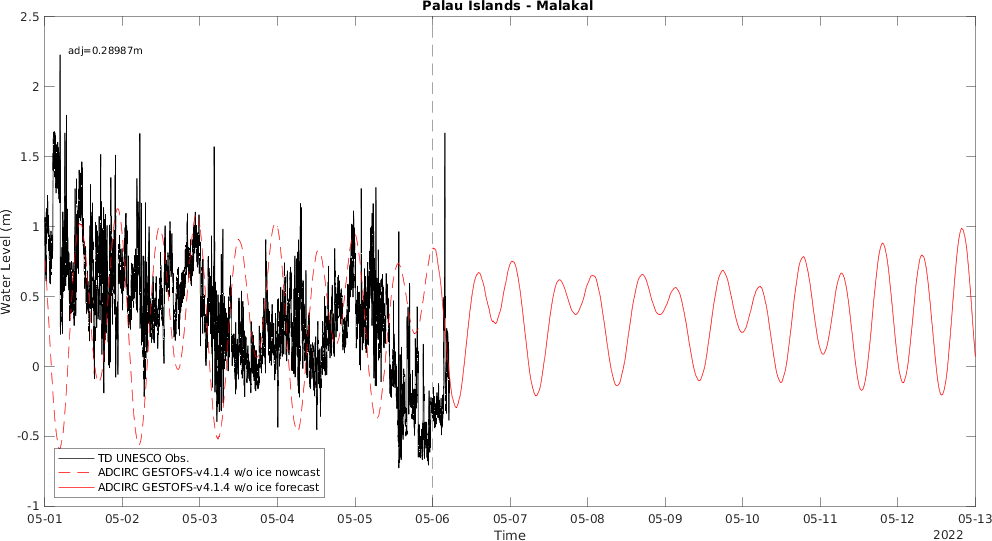 Palau Islands - Malakal
adj=0.28987m
Water Level (m)
2.5
2
1.5
1
0.5
0
-0.5
-1
TD UNESCO Obs.
ADCIRC GESTOFS-v4.1.4 w/o ice nowcast
ADCIRC GESTOFS-v4.1.4 w/o ice forecast
05-01 05-02 05-03 05-04 05-05 05-06 05-07 05-08 05-09 05-10 05-11 05-12 05-13
Time
2022